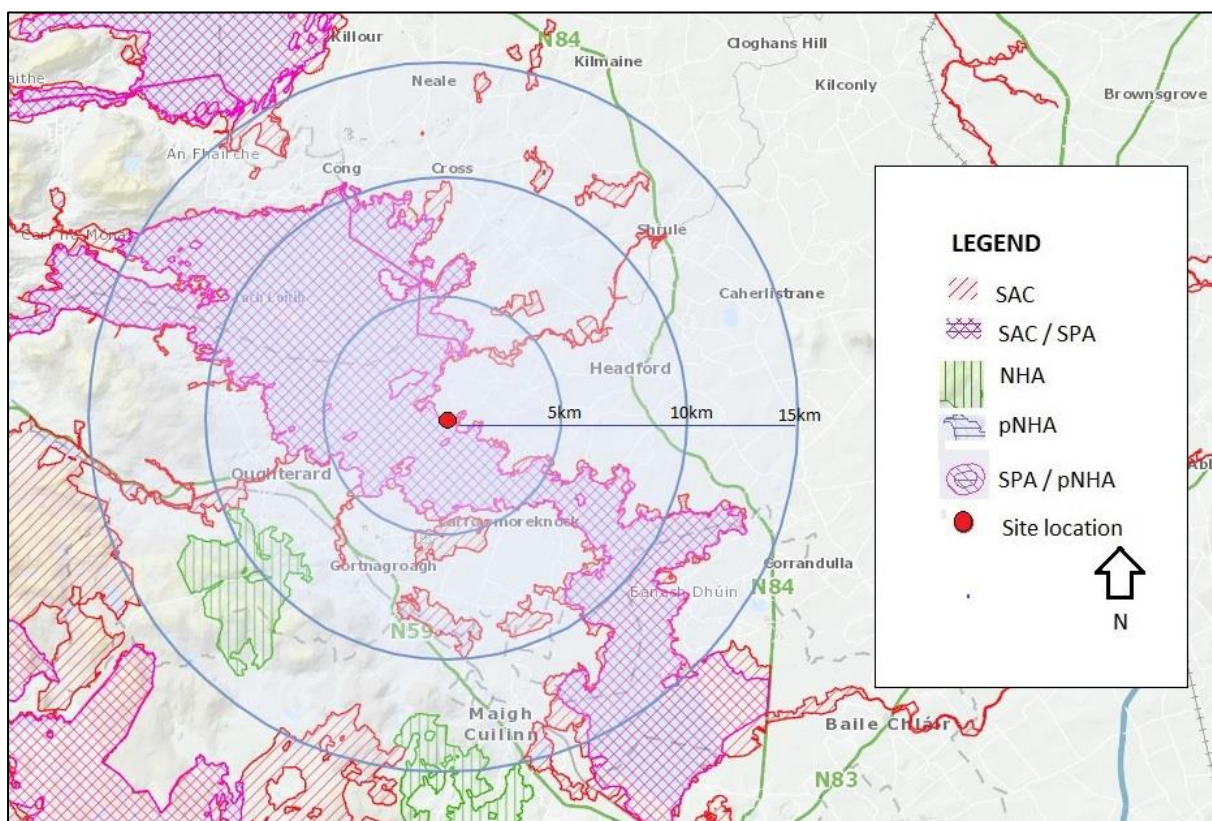 Killour
N84
Kilmaine
Cloghans Hill
Kilconly
Brownsgrove
aithe
Neale
An Fhairche
Cong
Cross
Shrule
Caherlistrane
Headford
5km
10km
15km
Oughterard
Gortnagroagh
Corrandulla
Eanach Dhúin
N84
N59
Maigh
Cuilinn
Baile Chláir
N83
LEGEND
SAC
SAC / SPA
NHA
pNHA
SPA / pNHA
Site location
N